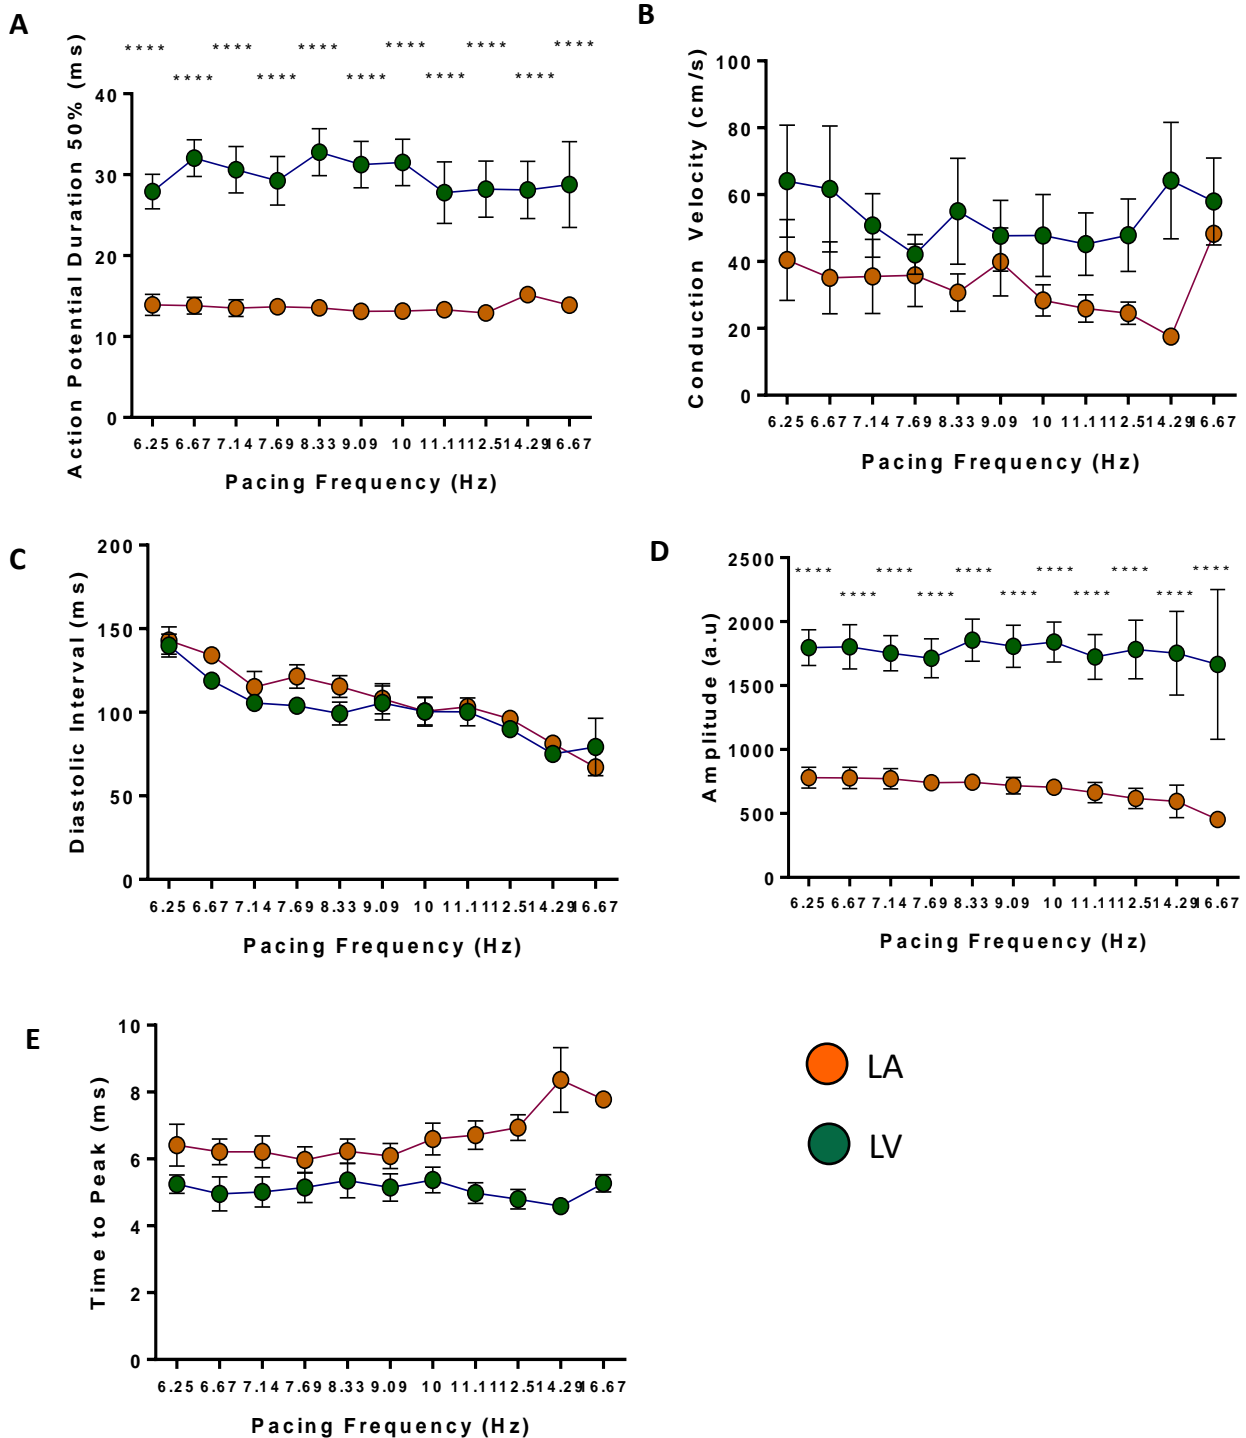 A
Action Potential Duration 50% (ms)
**** **** **** **** **** ****
**** **** **** **** ****
40
30
20
10
0
6.25 6.67 7.14 7.69 8.33 9.09 10 11.11 12.5 14.29 16.67
Pacing Frequency (Hz)
B
Conduction Velocity (cm/s)
100
80
60
40
20
0
6.25 6.67 7.14 7.69 8.33 9.09 10 11.11 12.5 14.29 16.67
Pacing Frequency (Hz)
C
Diastolic Interval (ms)
200
150
100
50
0
6.25 6.67 7.14 7.69 8.33 9.09 10 11.11 12.5 14.29 16.67
Pacing Frequency (Hz)
D
Amplitude (a.u)
**** **** **** **** **** ****
**** **** **** **** ****
2500
2000
1500
1000
500
0
6.25 6.67 7.14 7.69 8.33 9.09 10 11.11 12.5 14.29 16.67
Pacing Frequency (Hz)
E
Time to Peak (ms)
10
8
6
4
2
0
6.25 6.67 7.14 7.69 8.33 9.09 10 11.11 12.5 14.29 16.67
Pacing Frequency (Hz)
LA
LV